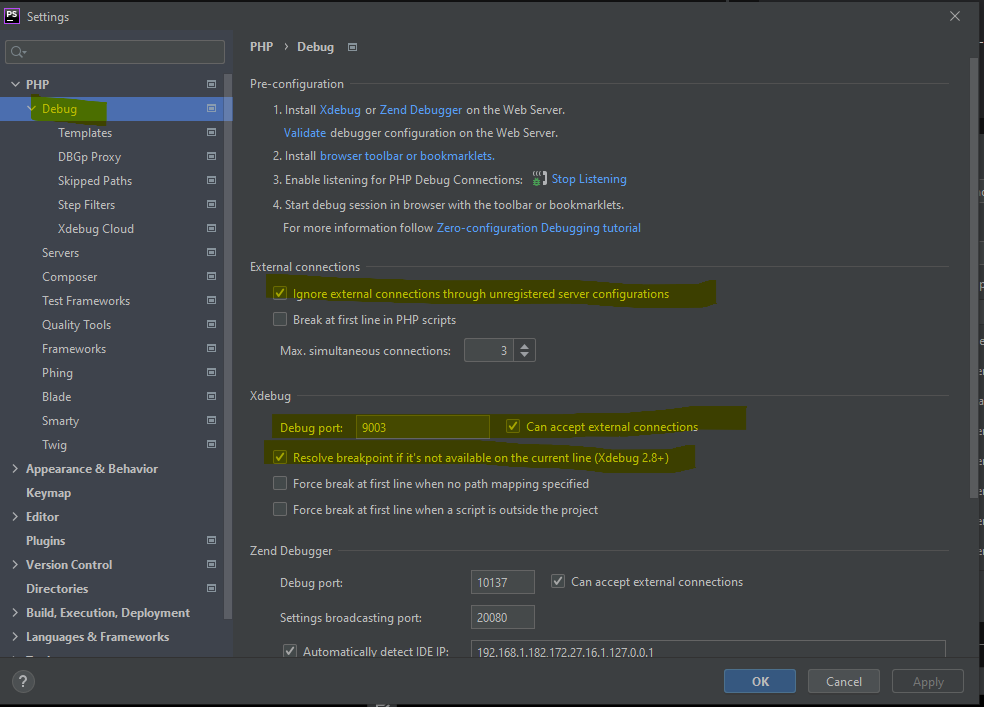 PS Settings
PHP › Debug
PHP
Debug
Templates
DBGp Proxy
Skipped Paths
Step Filters
Xdebug Cloud
Servers
Composer
Test Frameworks
Quality Tools
Frameworks
Phing
Blade
Smarty
Twig
Appearance & Behavior
Keymap
Editor
Plugins
Version Control
Directories
Build, Execution, Deployment
Languages & Frameworks
Pre-configuration
1. Install Xdebug or Zend Debugger on the Web Server.
Validate debugger configuration on the Web Server.
2. Install browser toolbar or bookmarklets.
3. Enable listening for PHP Debug Connections: Stop Listening
4. Start debug session in browser with the toolbar or bookmarklets.
For more information follow Zero-configuration Debugging tutorial
External connections
Ignore external connections through unregistered server configurations
Break at first line in PHP scripts
Max. simultaneous connections: 3
Xdebug
Debug port: 9003 Can accept external connections
Resolve breakpoint if it's not available on the current line (Xdebug 2.8+)
Force break at first line when no path mapping specified
Force break at first line when a script is outside the project
Zend Debugger
Debug port: 10137 Can accept external connections
Settings broadcasting port: 20080
Automatically detect IDE IP: 192.168.1.182,172.27.16.1,127.0.0.1
? OK Cancel Apply